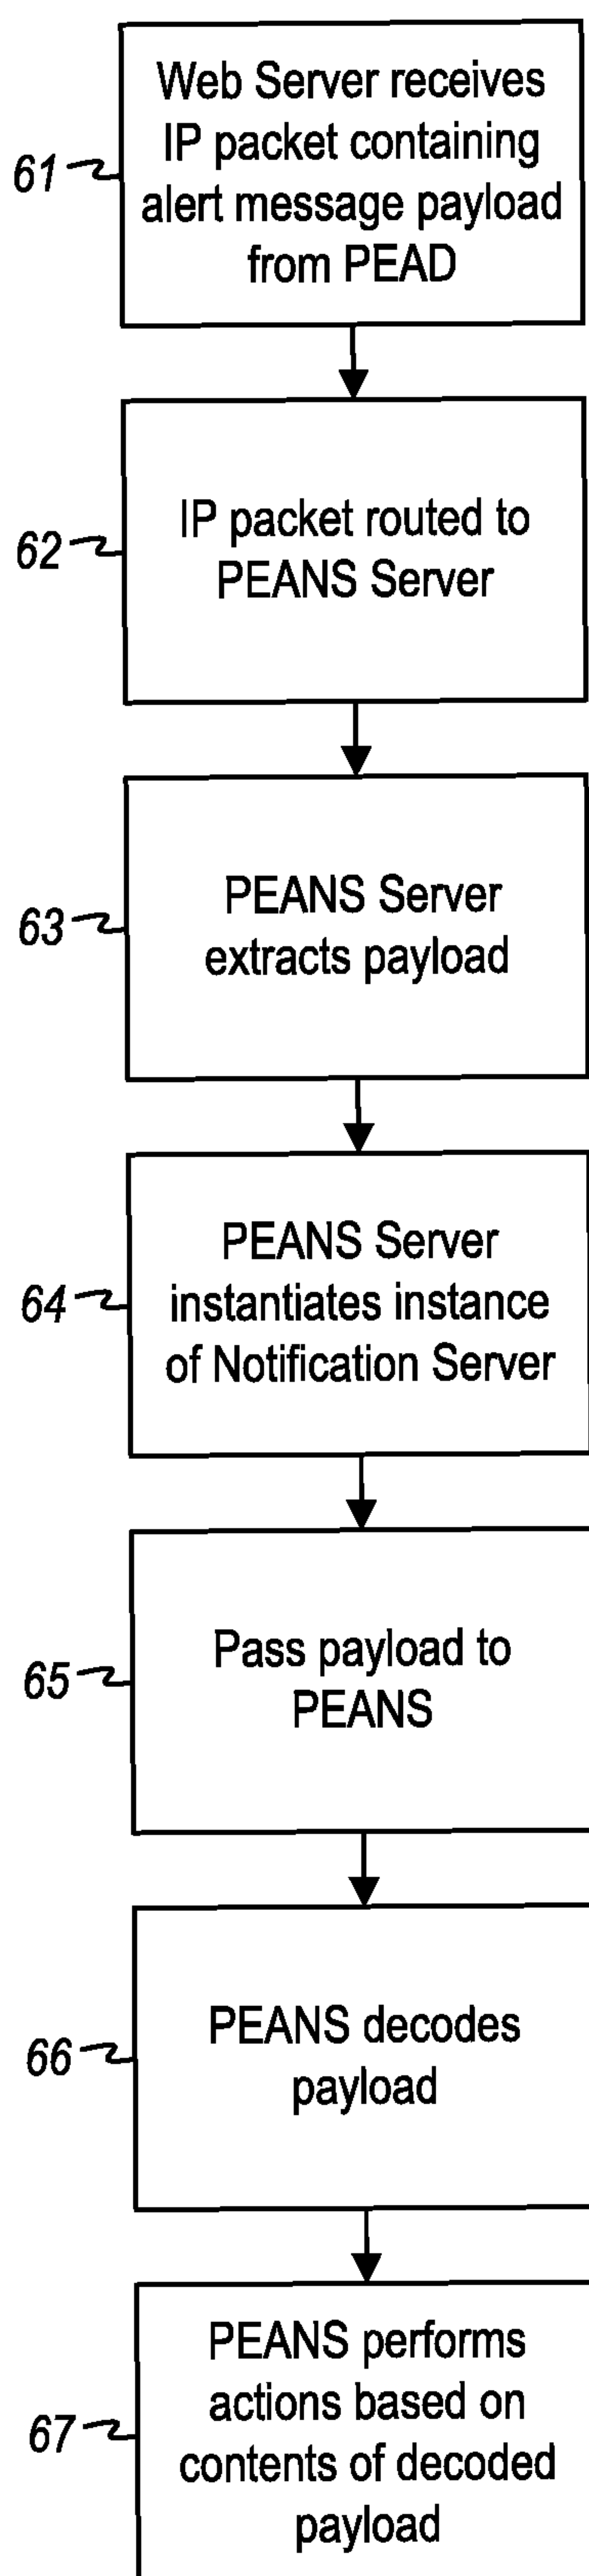 Web Server receives
IP packet containing
61
alert message payload
from PEAD
IP packet routed to
62
PEANS Server
PEANS Server
63
extracts payload
PEANS Server
64
instantiates instance
of Notification Server
Pass payload to
65
PEANS
PEANS decodes
66
payload
PEANS performs
actions based on
67
contents of decoded
payload